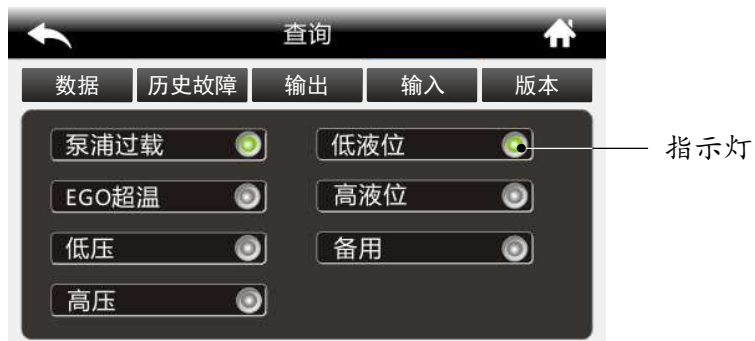 查询
数据 历史故障 输出 输入 版本
泵浦过载 低液位 指示灯
EGO超温 高液位
低压 备用
高压